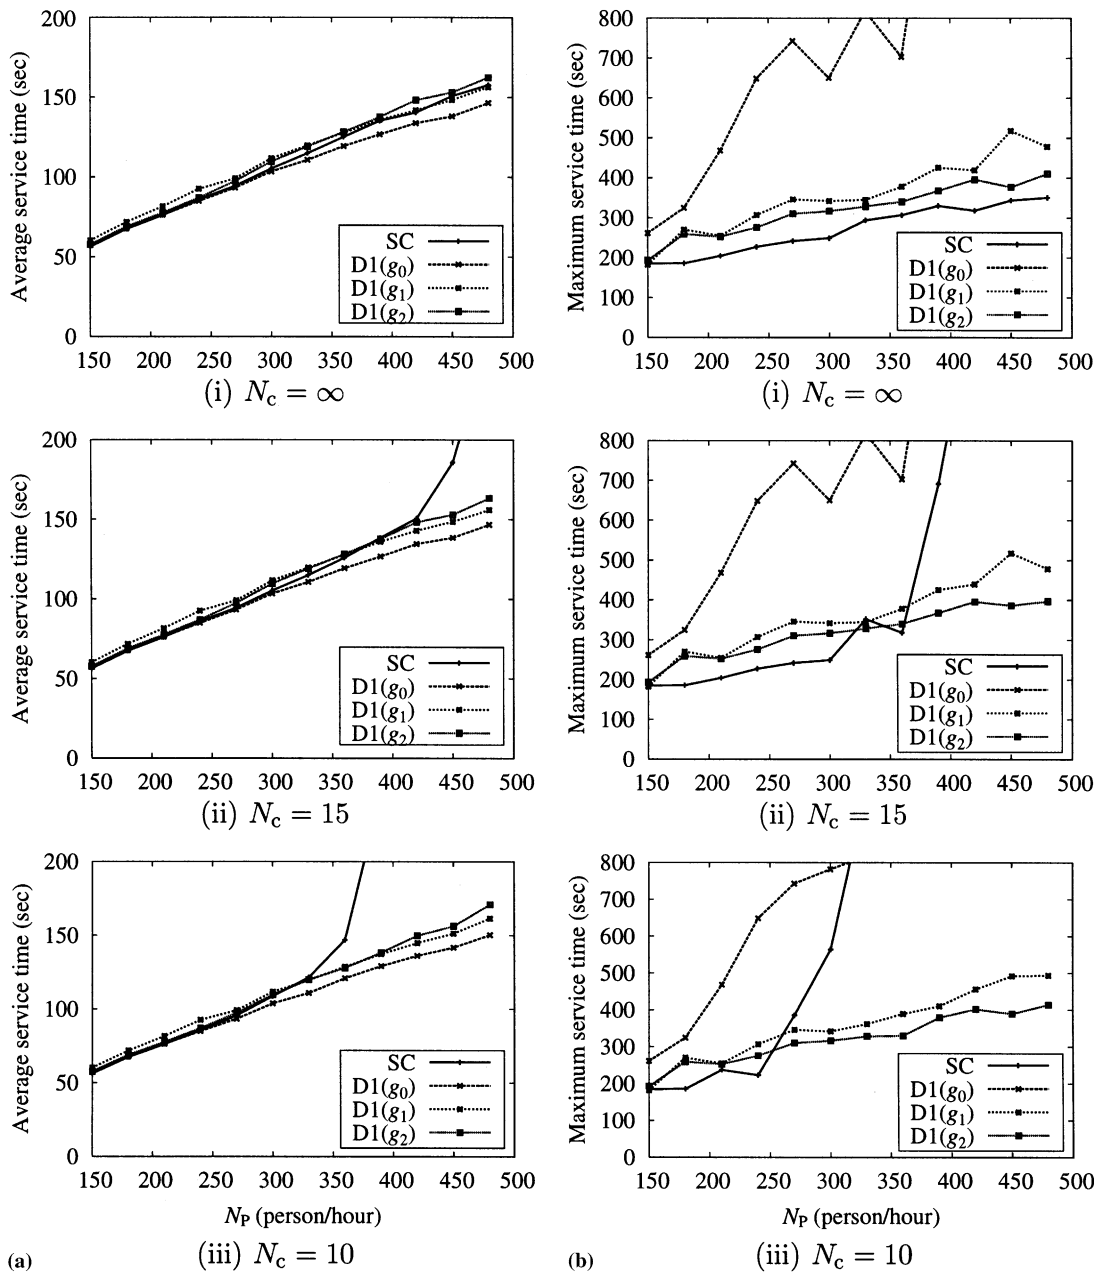 Average service time (sec)
200
150
100
50
0
SC
D1(g₀)
D1(g₁)
D1(g₂)
150 200 250 300 350 400 450 500
(i) N_c = ∞
Maximum service time (sec)
800
700
600
500
400
300
200
100
0
SC
D1(g₀)
D1(g₁)
D1(g₂)
150 200 250 300 350 400 450 500
(i) N_c = ∞
Average service time (sec)
200
150
100
50
0
SC
D1(g₀)
D1(g₁)
D1(g₂)
150 200 250 300 350 400 450 500
(ii) N_c = 15
Maximum service time (sec)
800
700
600
500
400
300
200
100
0
SC
D1(g₀)
D1(g₁)
D1(g₂)
150 200 250 300 350 400 450 500
(ii) N_c = 15
Average service time (sec)
200
150
100
50
0
SC
D1(g₀)
D1(g₁)
D1(g₂)
150 200 250 300 350 400 450 500
N_P (person/hour)
(a) (iii) N_c = 10
Maximum service time (sec)
800
700
600
500
400
300
200
100
0
SC
D1(g₀)
D1(g₁)
D1(g₂)
150 200 250 300 350 400 450 500
N_P (person/hour)
(b) (iii) N_c = 10